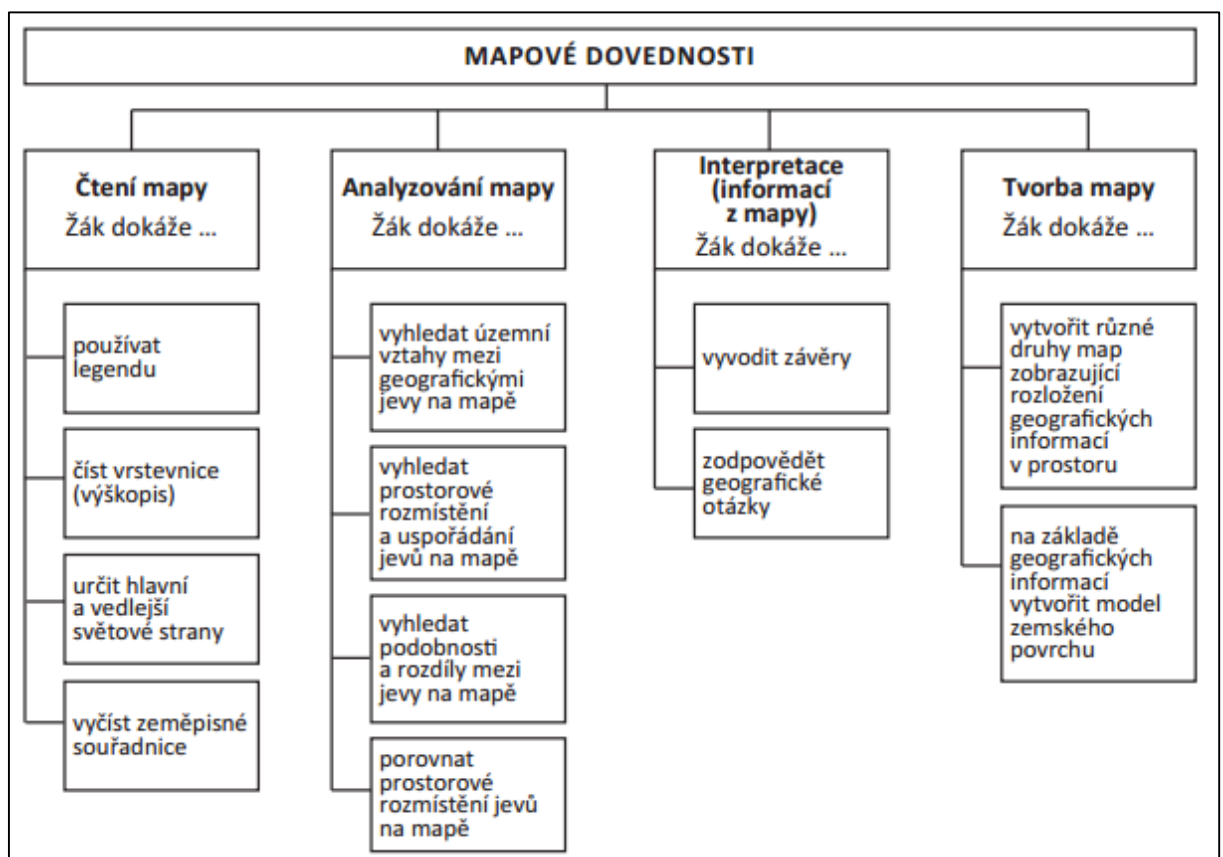 MAPOVÉ DOVEDNOSTI
Čtení mapy
Žák dokáže ...
používat
legendu
číst vrstevnice
(výškopis)
určit hlavní
a vedlejší
světové strany
vyčíst zeměpisné
souřadnice
Analyzování mapy
Žák dokáže ...
vyhledat územní
vztahy mezi
geografickými
jevy na mapě
vyhledat
prostorové
rozmístění
a uspořádání
jevů na mapě
vyhledat
podobnosti
a rozdíly mezi
jevy na mapě
porovnat
prostorové
rozmístění jevů
na mapě
Interpretace
(informací
z mapy)
Žák dokáže ...
vyvodit závěry
zodpovědět
geografické
otázky
Tvorba mapy
Žák dokáže ...
vytvořit různé
druhy map
zobrazující
rozložení
geografických
informací
v prostoru
na základě
geografických
informací
vytvořit model
zemského
povrchu